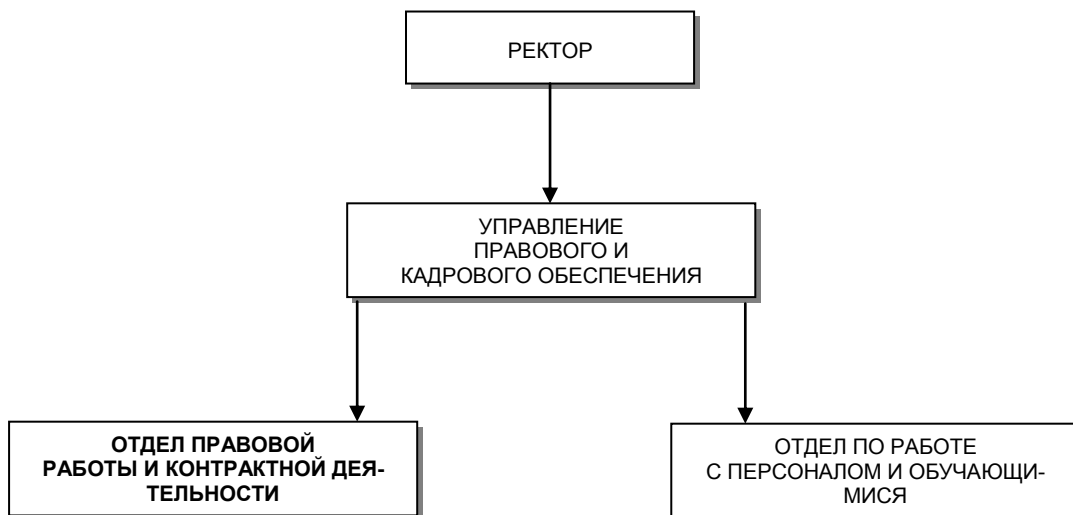 РЕКТОР
УПРАВЛЕНИЕ
ПРАВОВОГО И
КАДРОВОГО ОБЕСПЕЧЕНИЯ
ОТДЕЛ ПРАВОВОЙ
РАБОТЫ И КОНТРАКТНОЙ ДЕЯ-
ТЕЛЬНОСТИ
ОТДЕЛ ПО РАБОТЕ
С ПЕРСОНАЛОМ И ОБУЧАЮЩИ-
МИСЯ